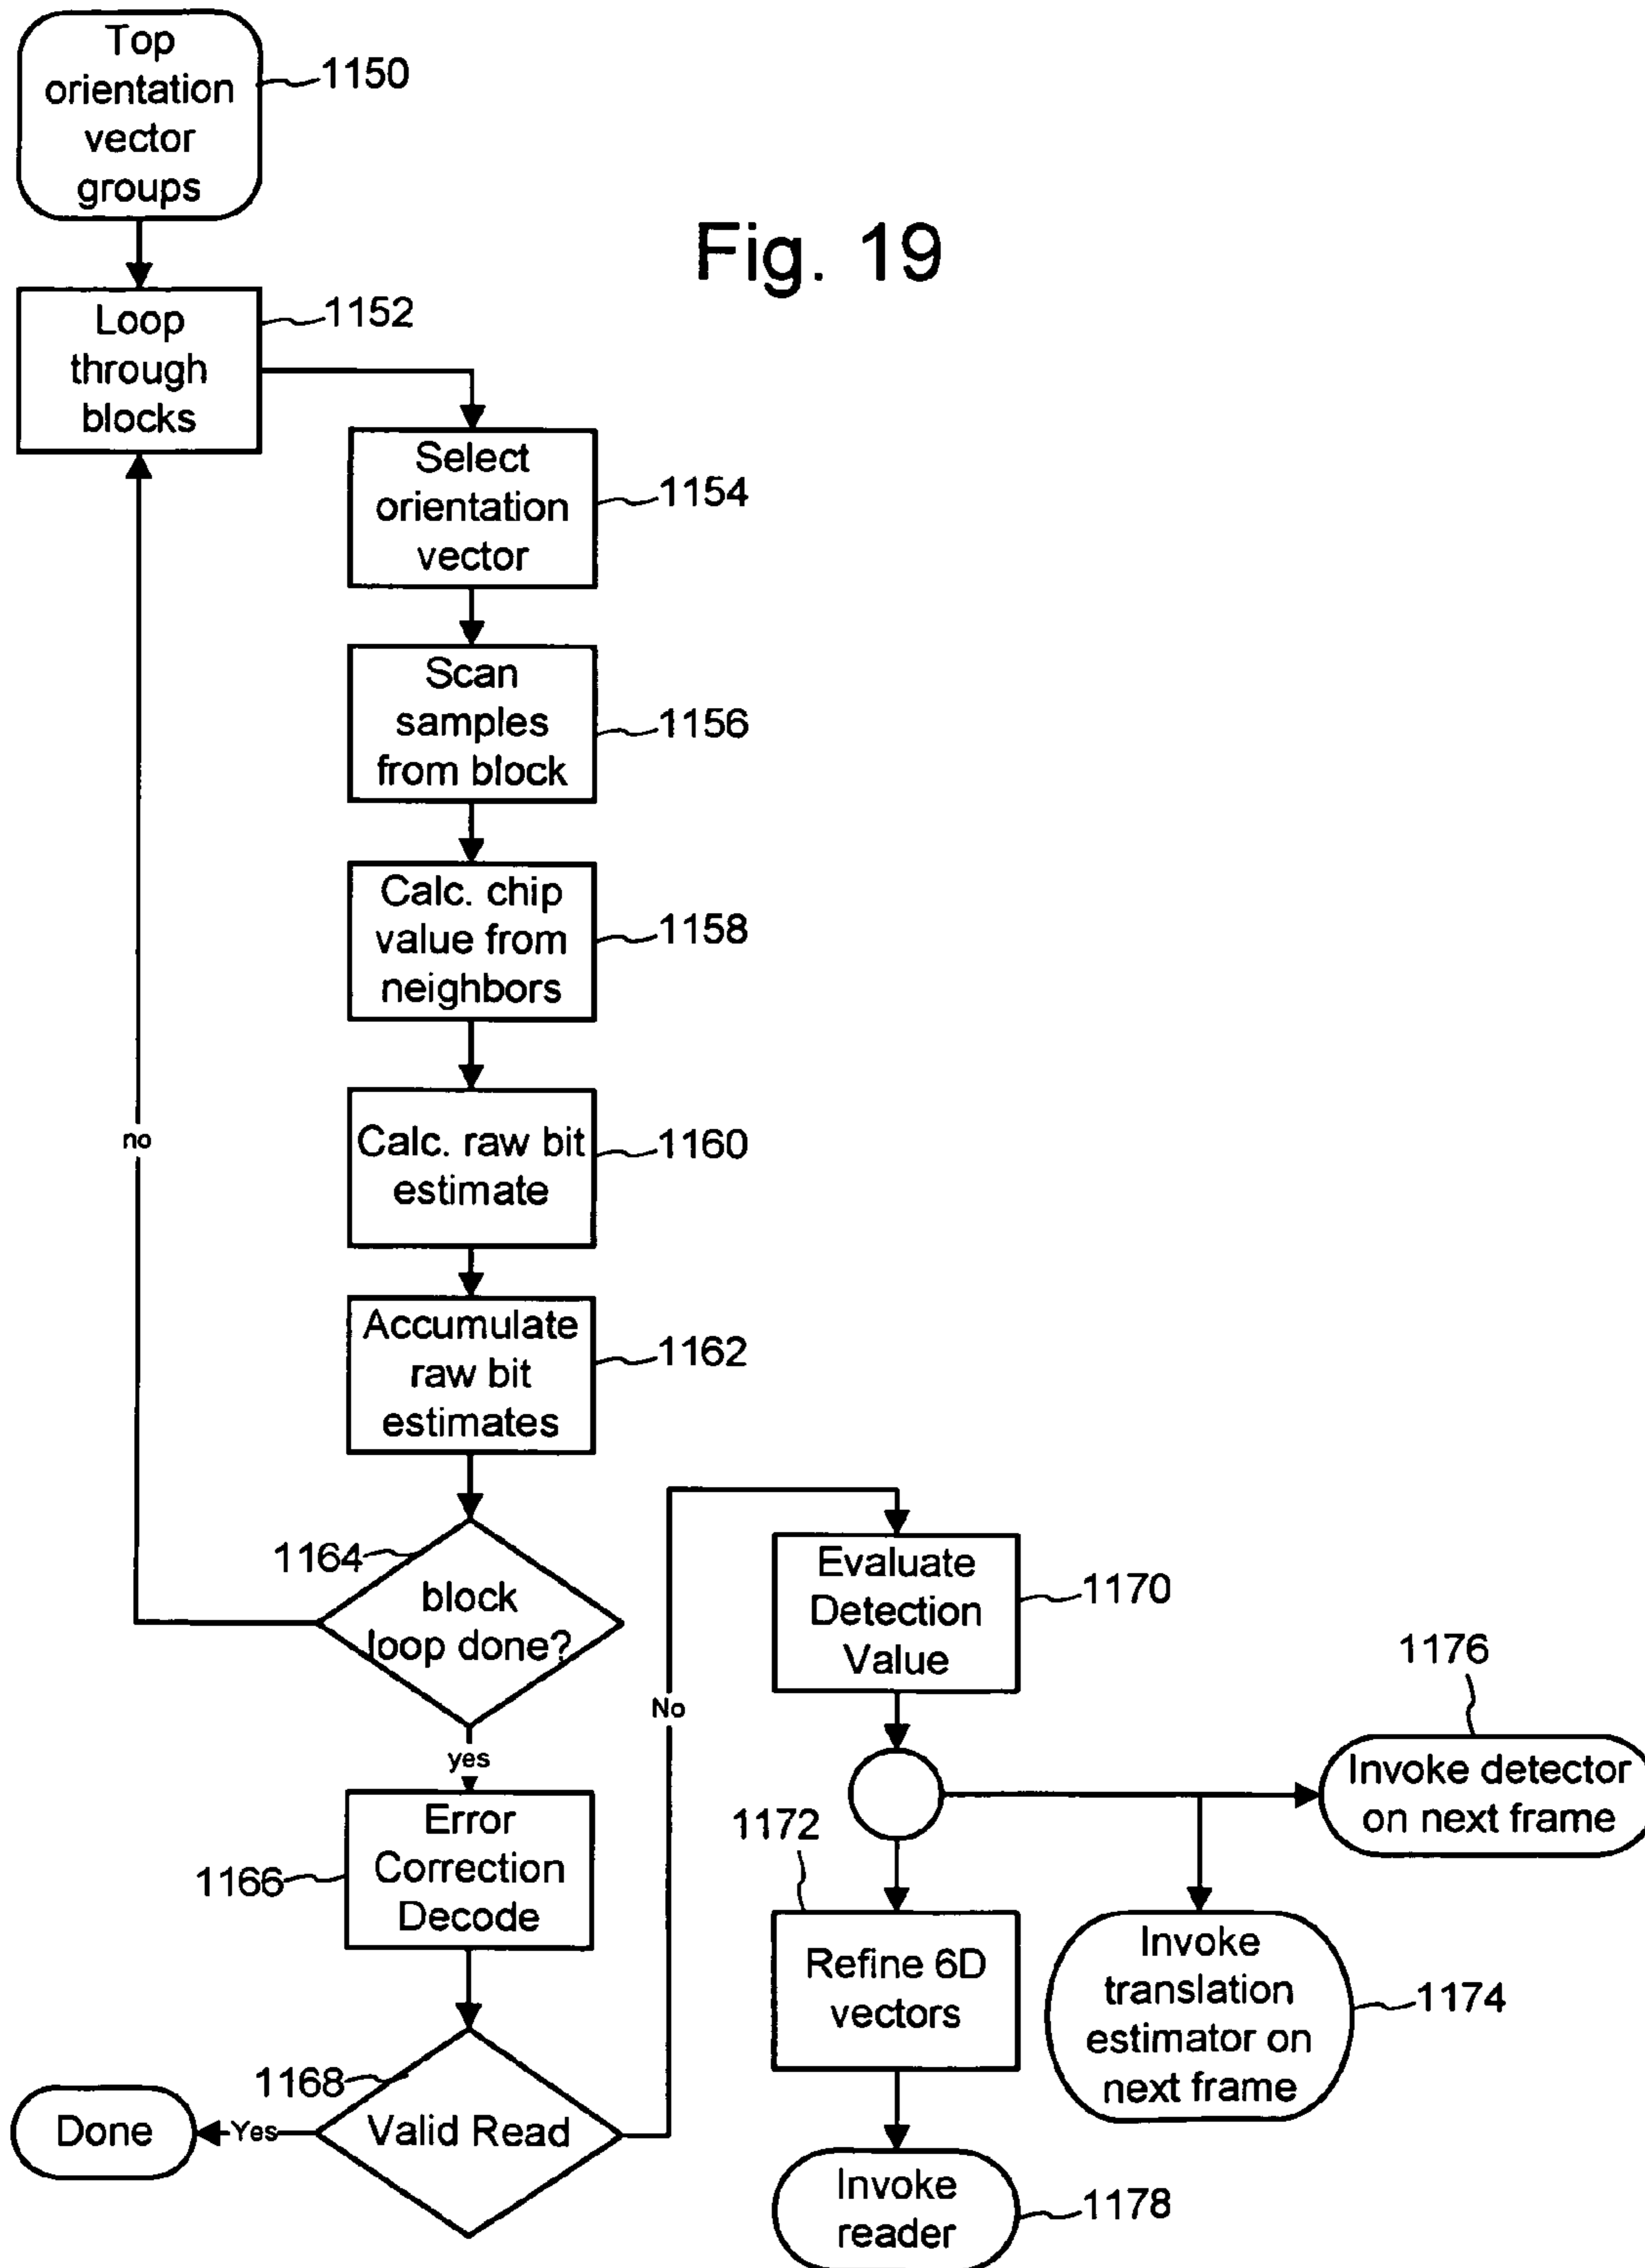 Top
orientation
vector
groups
1150
Fig. 19
Loop
through
blocks
1152
Select
orientation
vector
1154
Scan
samples
from block
1156
Calc. chip
value from
neighbors
1158
no
Calc. raw bit
estimate
1160
Accumulate
raw bit
estimates
1162
1164
block
loop done?
yes
Error
Correction
Decode
1166
1168
Valid Read
Yes
Done
No
Evaluate
Detection
Value
1170
1176
Invoke detector
on next frame
1172
Refine 6D
vectors
Invoke
translation
estimator on
next frame
1174
Invoke
reader
1178